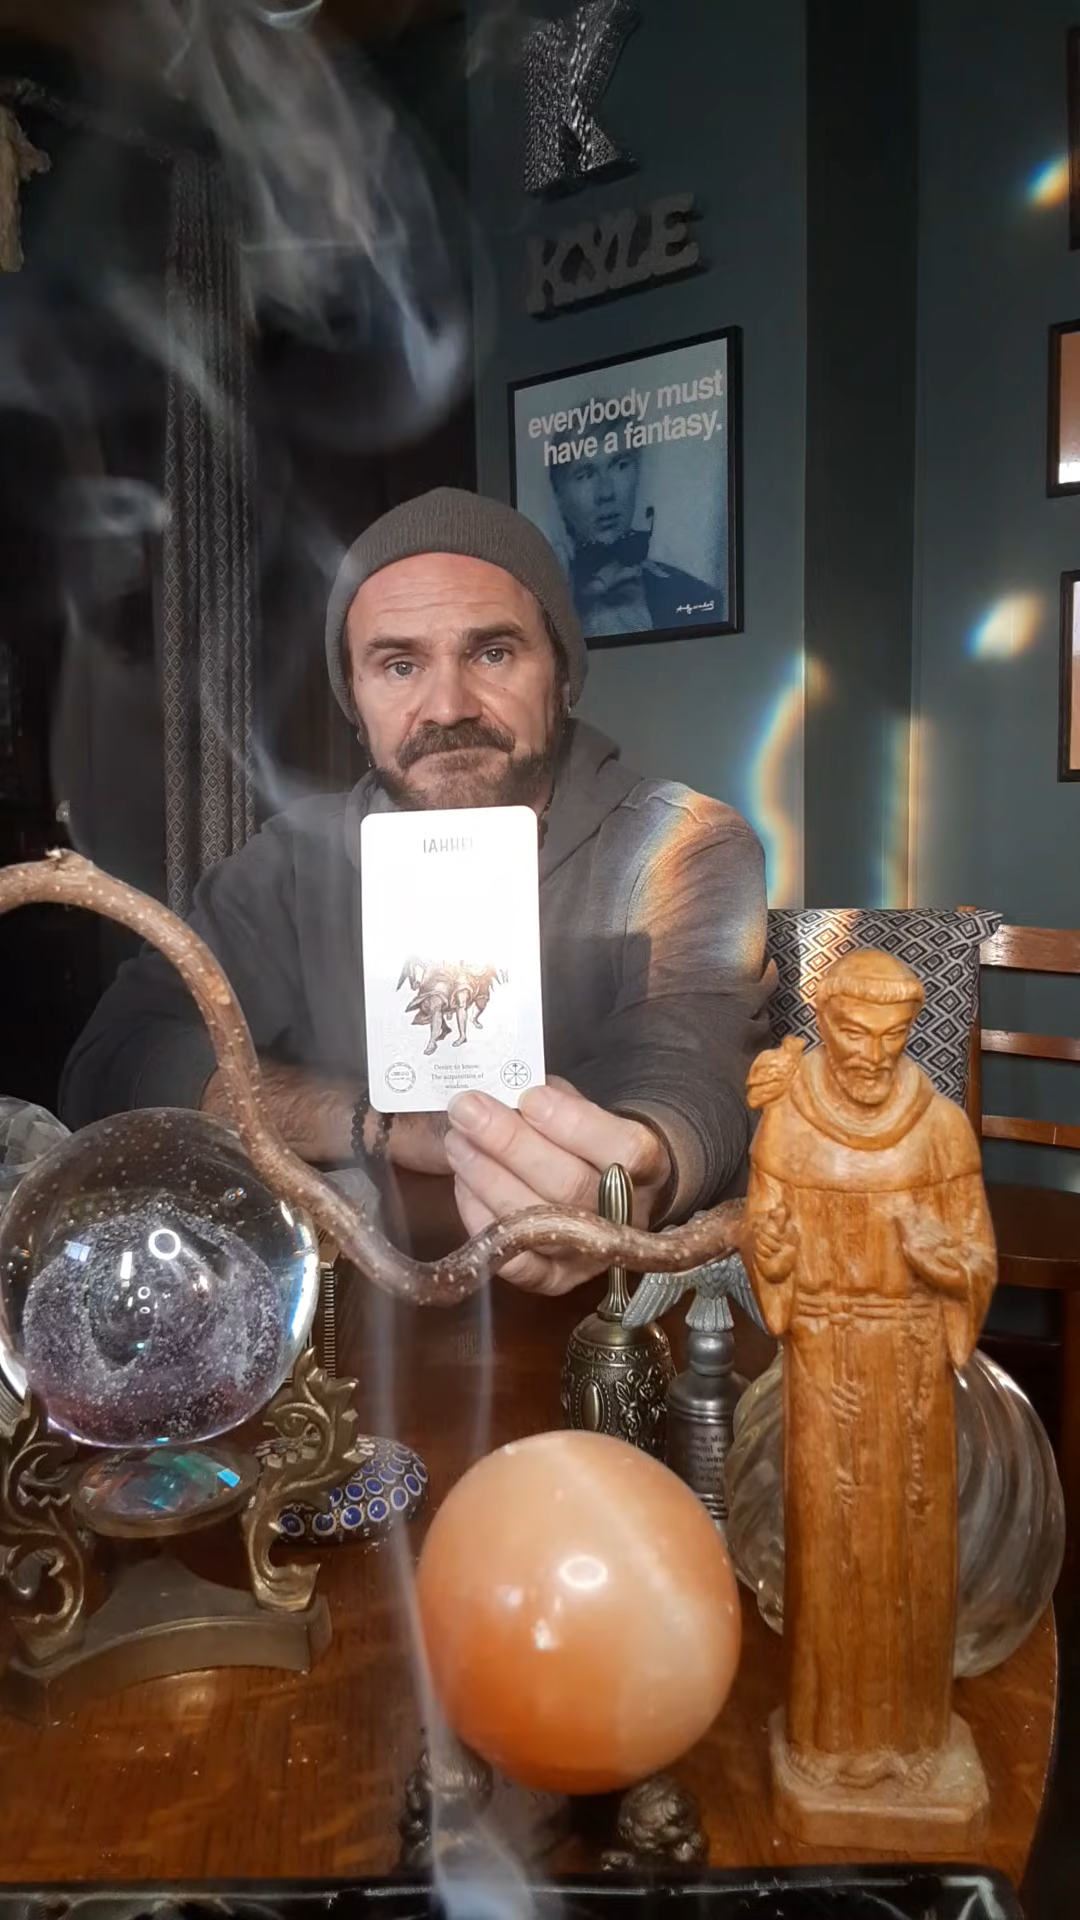 K
KYLE
everybody must
have a fantasy.
IAHHEL
Desire to know.
The acquisition of
wisdom.